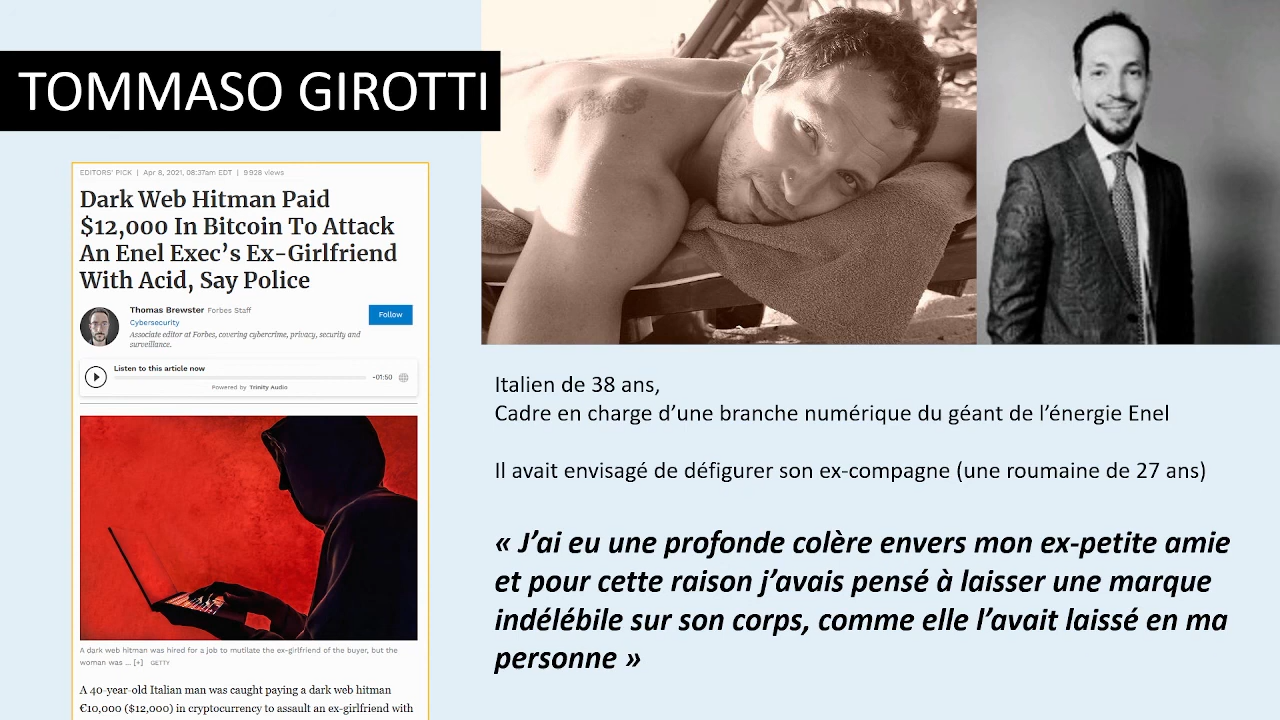 TOMMASO GIROTTI
EDITORS' PICK | Apr 8, 2021, 08:37am EDT | 9 928 views
Dark Web Hitman Paid
$12,000 In Bitcoin To Attack
An Enel Exec’s Ex-Girlfriend
With Acid, Say Police
Thomas Brewster Forbes Staff
Cybersecurity
Associate editor at Forbes, covering cybercrime, privacy, security and
surveillance.
Follow
Listen to this article now
-01:50
Powered by Trinity Audio
A dark web hitman was hired for a job to mutilate the ex-girlfriend of the buyer, but the
woman was ... [+] GETTY
A 40-year-old Italian man was caught paying a dark web hitman
€10,000 ($12,000) in cryptocurrency to assault an ex-girlfriend with
Italien de 38 ans,
Cadre en charge d’une branche numérique du géant de l’énergie Enel
Il avait envisagé de défigurer son ex-compagne (une roumaine de 27 ans)
« J’ai eu une profonde colère envers mon ex-petite amie
et pour cette raison j’avais pensé à laisser une marque
indélébile sur son corps, comme elle l’avait laissé en ma
personne »